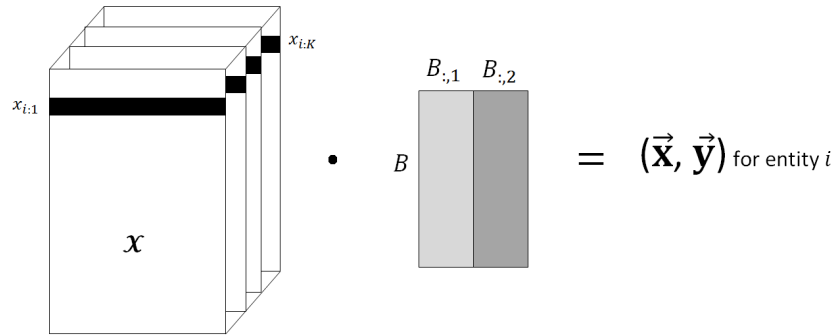 x_{i:K}
x_{i:1}
B_{:,1} B_{:,2}
B
• = (x⃗, y⃗) for entity i
x